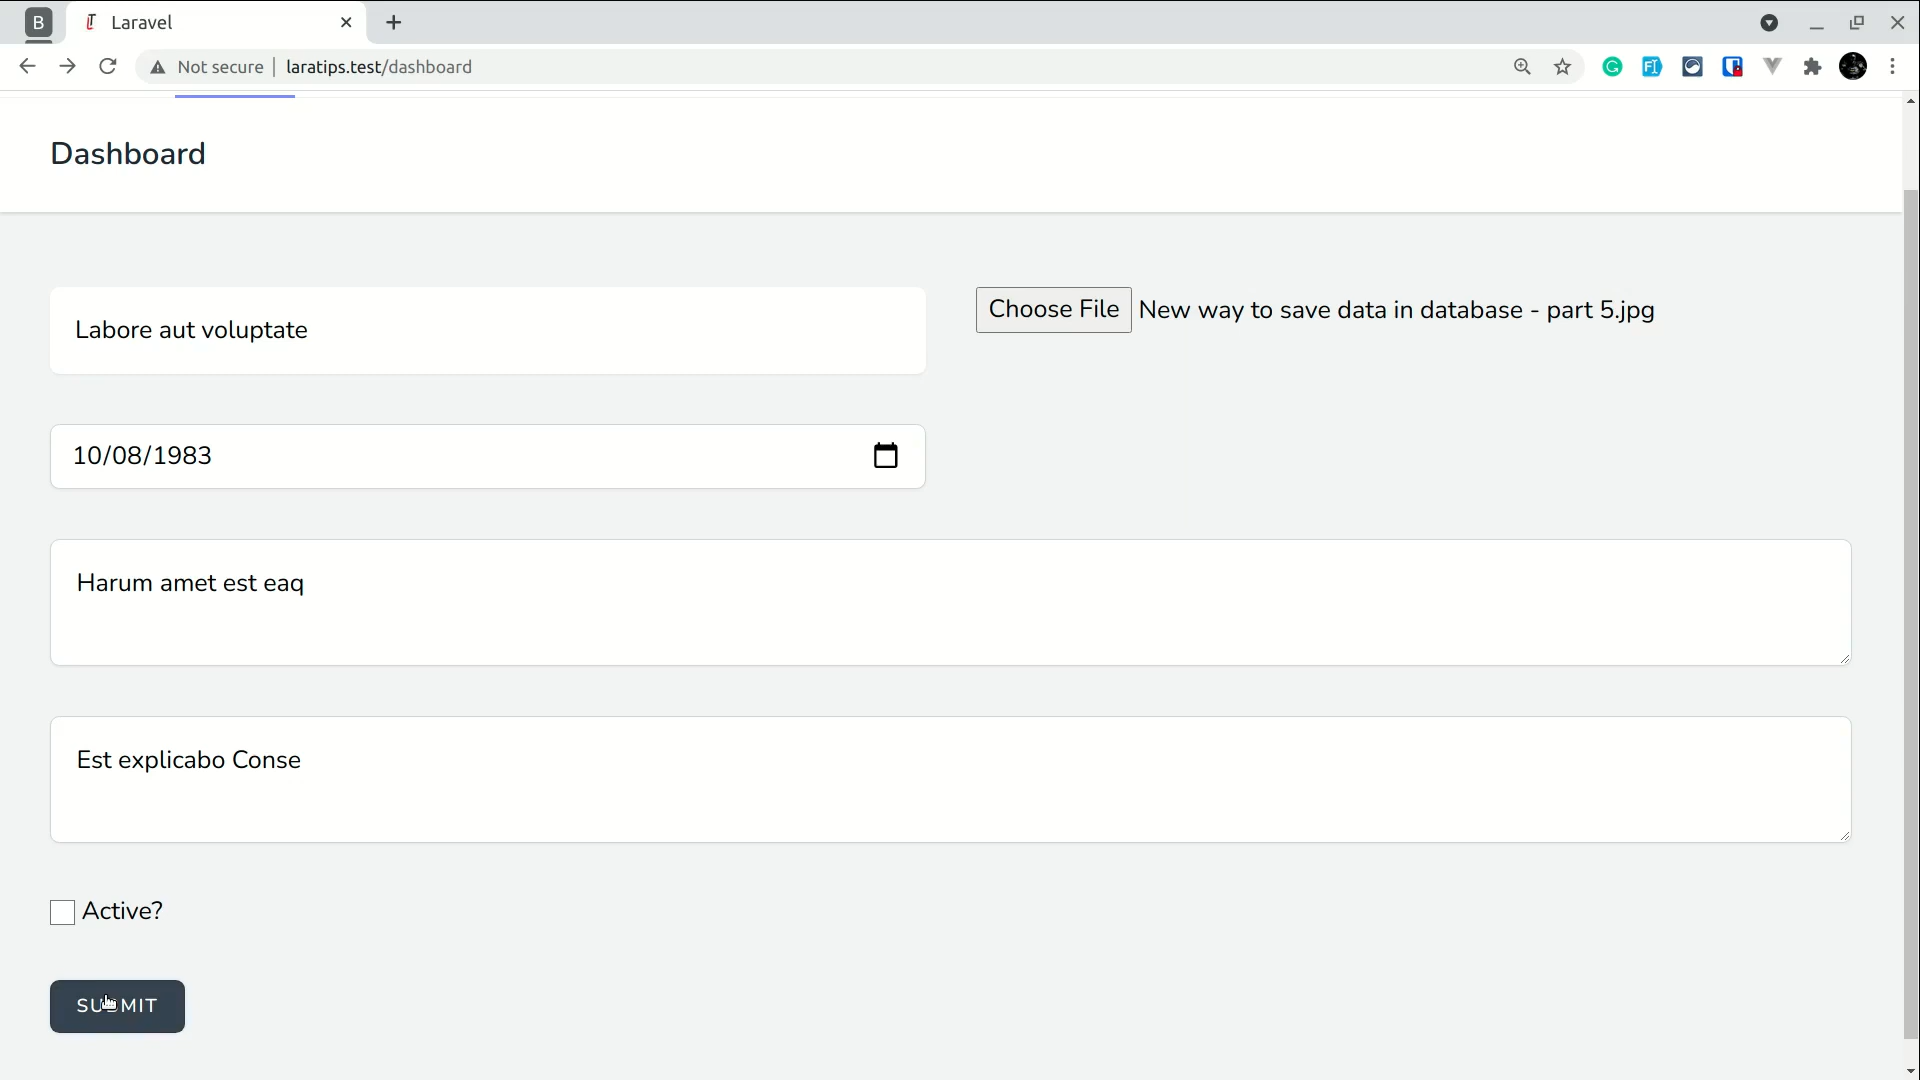 B
Laravel
Not secure | laratips.test/dashboard
Dashboard
Labore aut voluptate
Choose File New way to save data in database - part 5.jpg
10/08/1983
Harum amet est eaq
Est explicabo Conse
Active?
SUBMIT